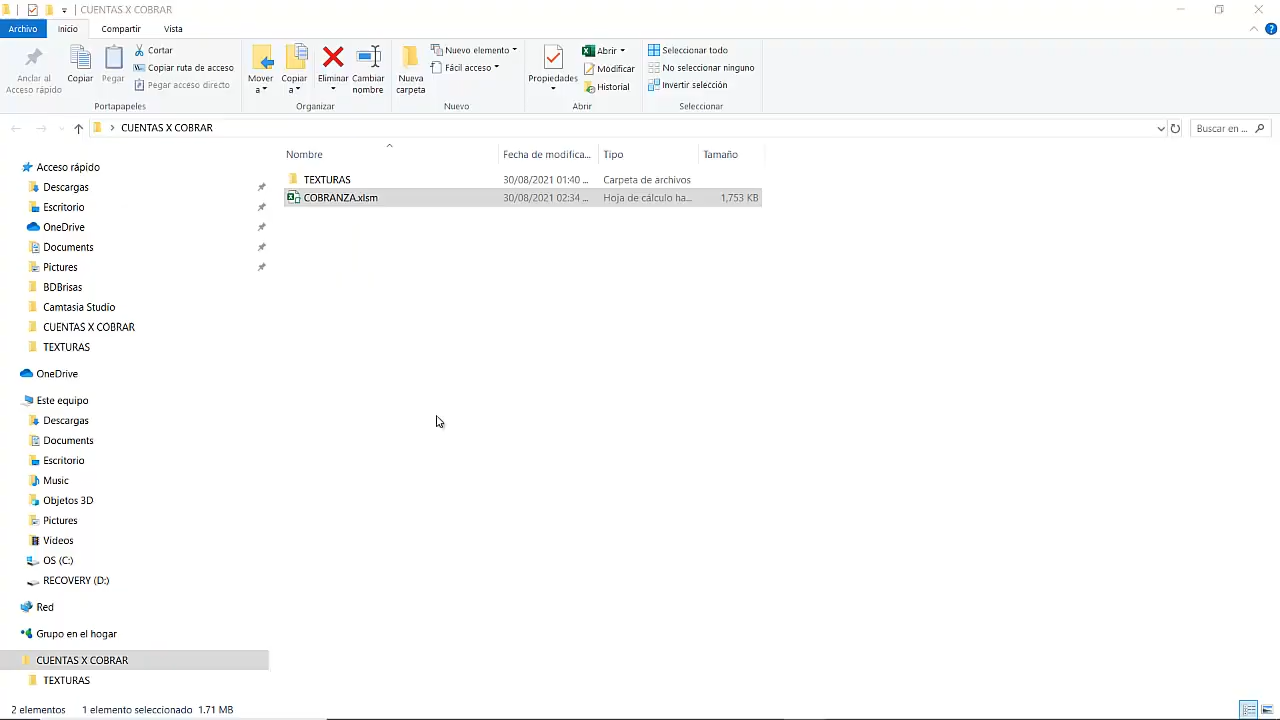 CUENTAS X COBRAR
Archivo Inicio Compartir Vista
Anclar al Acceso rápido
Copiar
Pegar
Cortar
Copiar ruta de acceso
Pegar acceso directo
Portapapeles
Mover a
Copiar a
Eliminar
Cambiar nombre
Organizar
Nueva carpeta
Nuevo elemento
Fácil acceso
Nuevo
Propiedades
Abrir
Modificar
Historial
Abrir
Seleccionar todo
No seleccionar ninguno
Invertir selección
Seleccionar
CUENTAS X COBRAR
Buscar en ...
Nombre Fecha de modifica... Tipo Tamaño
TEXTURAS 30/08/2021 01:40 ... Carpeta de archivos
COBRANZA.xlsm 30/08/2021 02:34 ... Hoja de cálculo ha... 1,753 KB
Acceso rápido
Descargas
Escritorio
OneDrive
Documents
Pictures
BDBrisas
Camtasia Studio
CUENTAS X COBRAR
TEXTURAS
OneDrive
Este equipo
Descargas
Documents
Escritorio
Music
Objetos 3D
Pictures
Videos
OS (C:)
RECOVERY (D:)
Red
Grupo en el hogar
CUENTAS X COBRAR
TEXTURAS
2 elementos 1 elemento seleccionado 1.71 MB